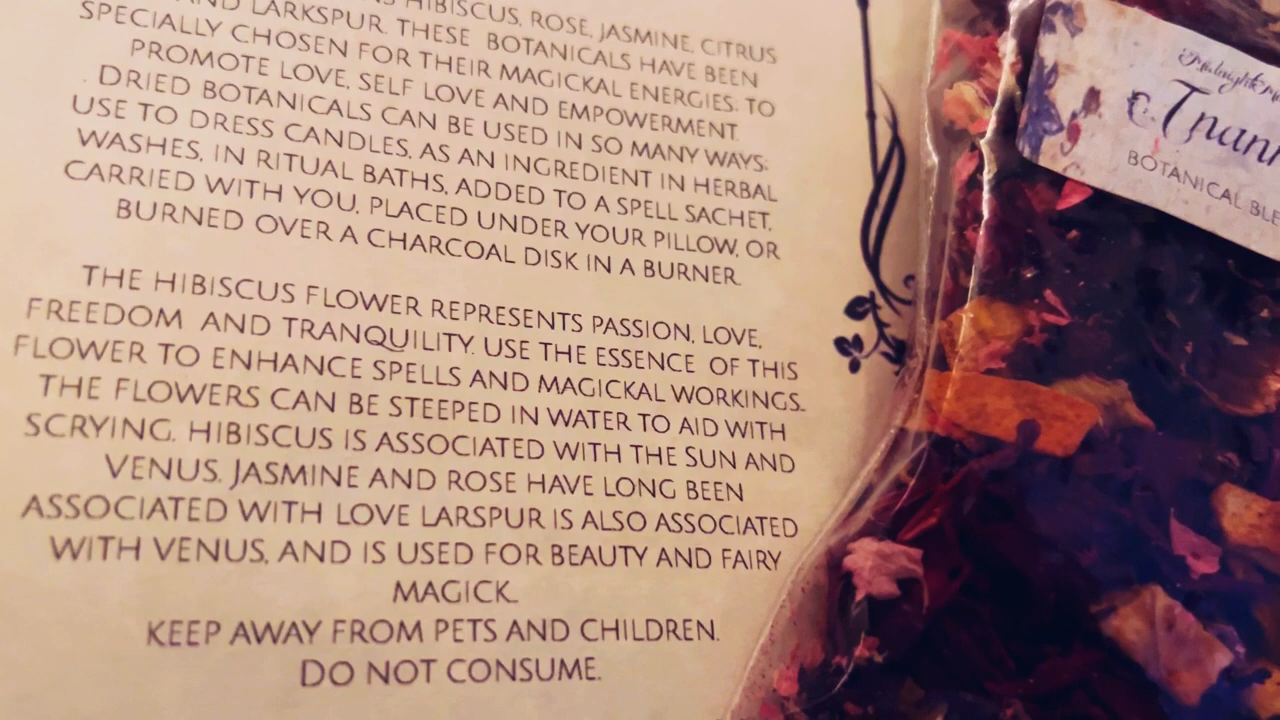 HIBISCUS, ROSE, JASMINE, CITRUS
AND LARKSPUR. THESE BOTANICALS HAVE BEEN
SPECIALLY CHOSEN FOR THEIR MAGICKAL ENERGIES: TO
PROMOTE LOVE, SELF LOVE AND EMPOWERMENT.
. DRIED BOTANICALS CAN BE USED IN SO MANY WAYS:
USE TO DRESS CANDLES, AS AN INGREDIENT IN HERBAL
WASHES, IN RITUAL BATHS, ADDED TO A SPELL SACHET,
CARRIED WITH YOU, PLACED UNDER YOUR PILLOW, OR
BURNED OVER A CHARCOAL DISK IN A BURNER.
THE HIBISCUS FLOWER REPRESENTS PASSION, LOVE,
FREEDOM AND TRANQUILITY. USE THE ESSENCE OF THIS
FLOWER TO ENHANCE SPELLS AND MAGICKAL WORKINGS.
THE FLOWERS CAN BE STEEPED IN WATER TO AID WITH
SCRYING. HIBISCUS IS ASSOCIATED WITH THE SUN AND
VENUS. JASMINE AND ROSE HAVE LONG BEEN
ASSOCIATED WITH LOVE LARSPUR IS ALSO ASSOCIATED
WITH VENUS, AND IS USED FOR BEAUTY AND FAIRY
MAGICK.
KEEP AWAY FROM PETS AND CHILDREN.
DO NOT CONSUME.
Midnight
BOTANICAL BLE